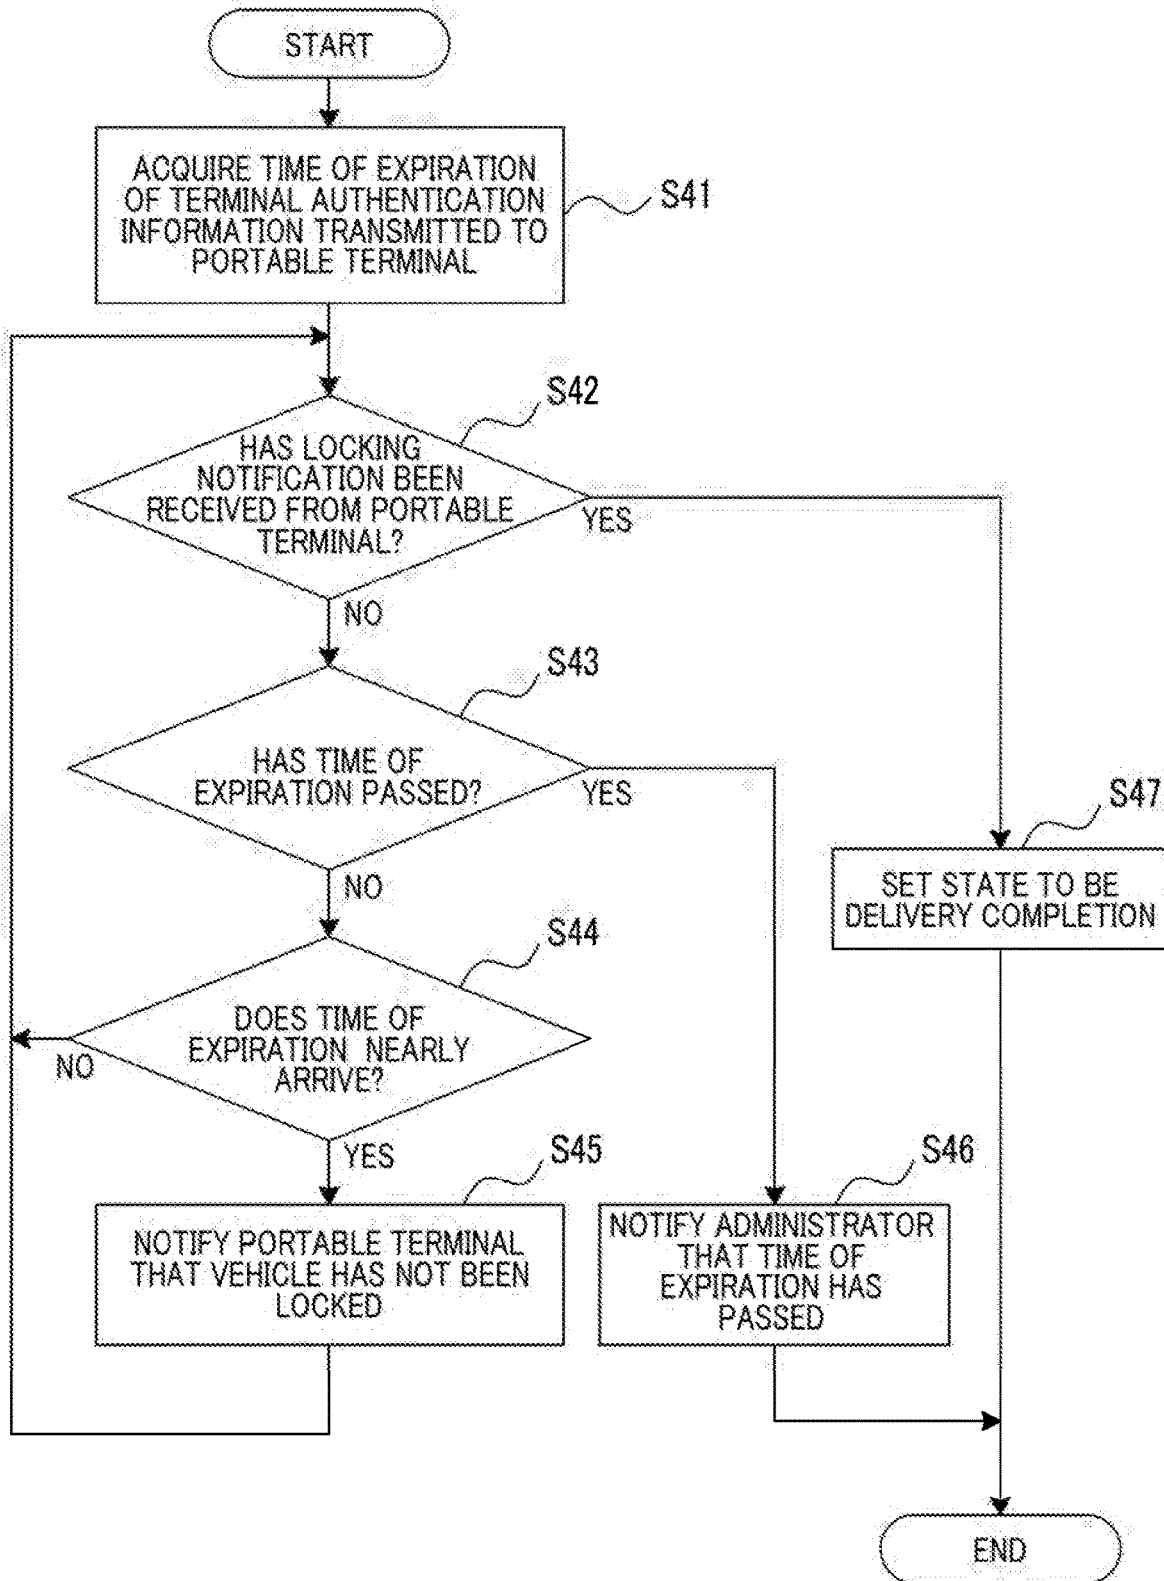 START
ACQUIRE TIME OF EXPIRATION
OF TERMINAL AUTHENTICATION
INFORMATION TRANSMITTED TO
PORTABLE TERMINAL
S41
S42
HAS LOCKING
NOTIFICATION BEEN
RECEIVED FROM PORTABLE
TERMINAL?
YES
NO
S43
HAS TIME OF
EXPIRATION PASSED?
YES
NO
S47
SET STATE TO BE
DELIVERY COMPLETION
S44
DOES TIME OF
EXPIRATION NEARLY
ARRIVE?
NO
YES
S45
NOTIFY PORTABLE TERMINAL
THAT VEHICLE HAS NOT BEEN
LOCKED
S46
NOTIFY ADMINISTRATOR
THAT TIME OF
EXPIRATION HAS
PASSED
END